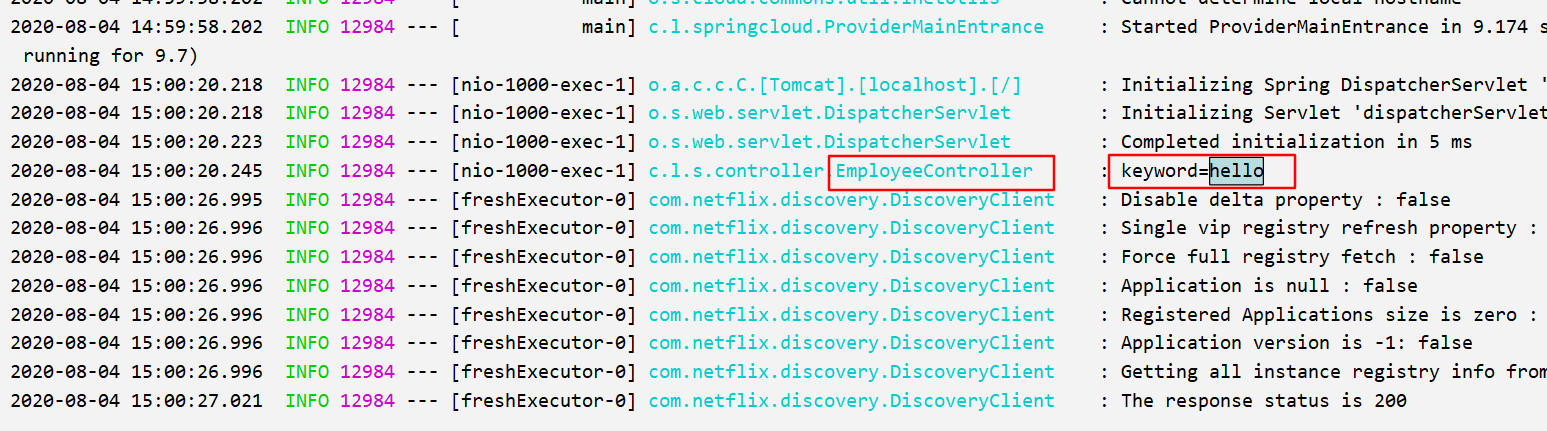 2020-08-04 14:59:58.202  INFO 12984 --- [           main] o.s.cloud.commons.util.InetUtils         : Cannot determine local hostname
2020-08-04 14:59:58.202  INFO 12984 --- [           main] c.l.springcloud.ProviderMainEntrance     : Started ProviderMainEntrance in 9.174 s
running for 9.7)
2020-08-04 15:00:20.218  INFO 12984 --- [nio-1000-exec-1] o.a.c.c.C.[Tomcat].[localhost].[/]       : Initializing Spring DispatcherServlet '
2020-08-04 15:00:20.218  INFO 12984 --- [nio-1000-exec-1] o.s.web.servlet.DispatcherServlet        : Initializing Servlet 'dispatcherServlet
2020-08-04 15:00:20.223  INFO 12984 --- [nio-1000-exec-1] o.s.web.servlet.DispatcherServlet        : Completed initialization in 5 ms
2020-08-04 15:00:20.245  INFO 12984 --- [nio-1000-exec-1] c.l.s.controller.EmployeeController      : keyword=hello
2020-08-04 15:00:26.995  INFO 12984 --- [freshExecutor-0] com.netflix.discovery.DiscoveryClient    : Disable delta property : false
2020-08-04 15:00:26.996  INFO 12984 --- [freshExecutor-0] com.netflix.discovery.DiscoveryClient    : Single vip registry refresh property :
2020-08-04 15:00:26.996  INFO 12984 --- [freshExecutor-0] com.netflix.discovery.DiscoveryClient    : Force full registry fetch : false
2020-08-04 15:00:26.996  INFO 12984 --- [freshExecutor-0] com.netflix.discovery.DiscoveryClient    : Application is null : false
2020-08-04 15:00:26.996  INFO 12984 --- [freshExecutor-0] com.netflix.discovery.DiscoveryClient    : Registered Applications size is zero :
2020-08-04 15:00:26.996  INFO 12984 --- [freshExecutor-0] com.netflix.discovery.DiscoveryClient    : Application version is -1: false
2020-08-04 15:00:26.996  INFO 12984 --- [freshExecutor-0] com.netflix.discovery.DiscoveryClient    : Getting all instance registry info from
2020-08-04 15:00:27.021  INFO 12984 --- [freshExecutor-0] com.netflix.discovery.DiscoveryClient    : The response status is 200